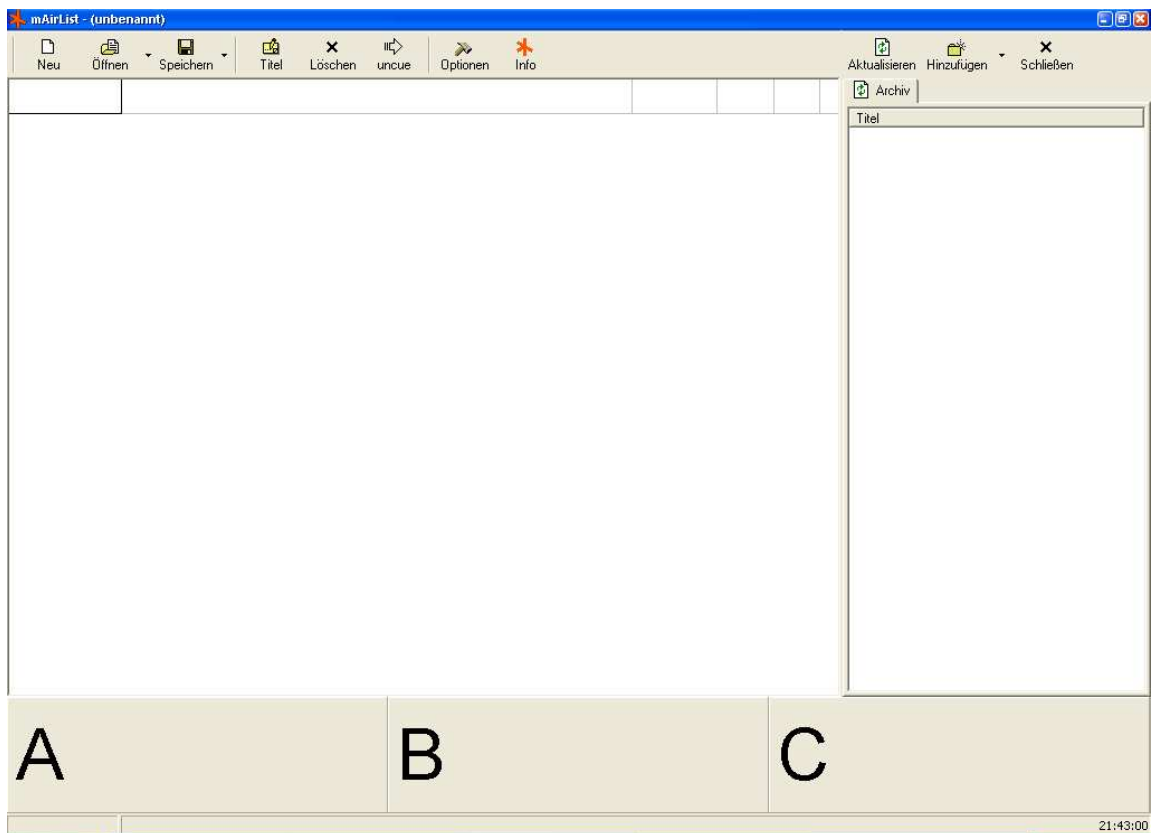 mAirList - (unbenannt)
Neu Öffnen Speichern Titel Löschen uncue Optionen Info
Aktualisieren Hinzufügen Schließen
Archiv
Titel
A B C
21:43:00